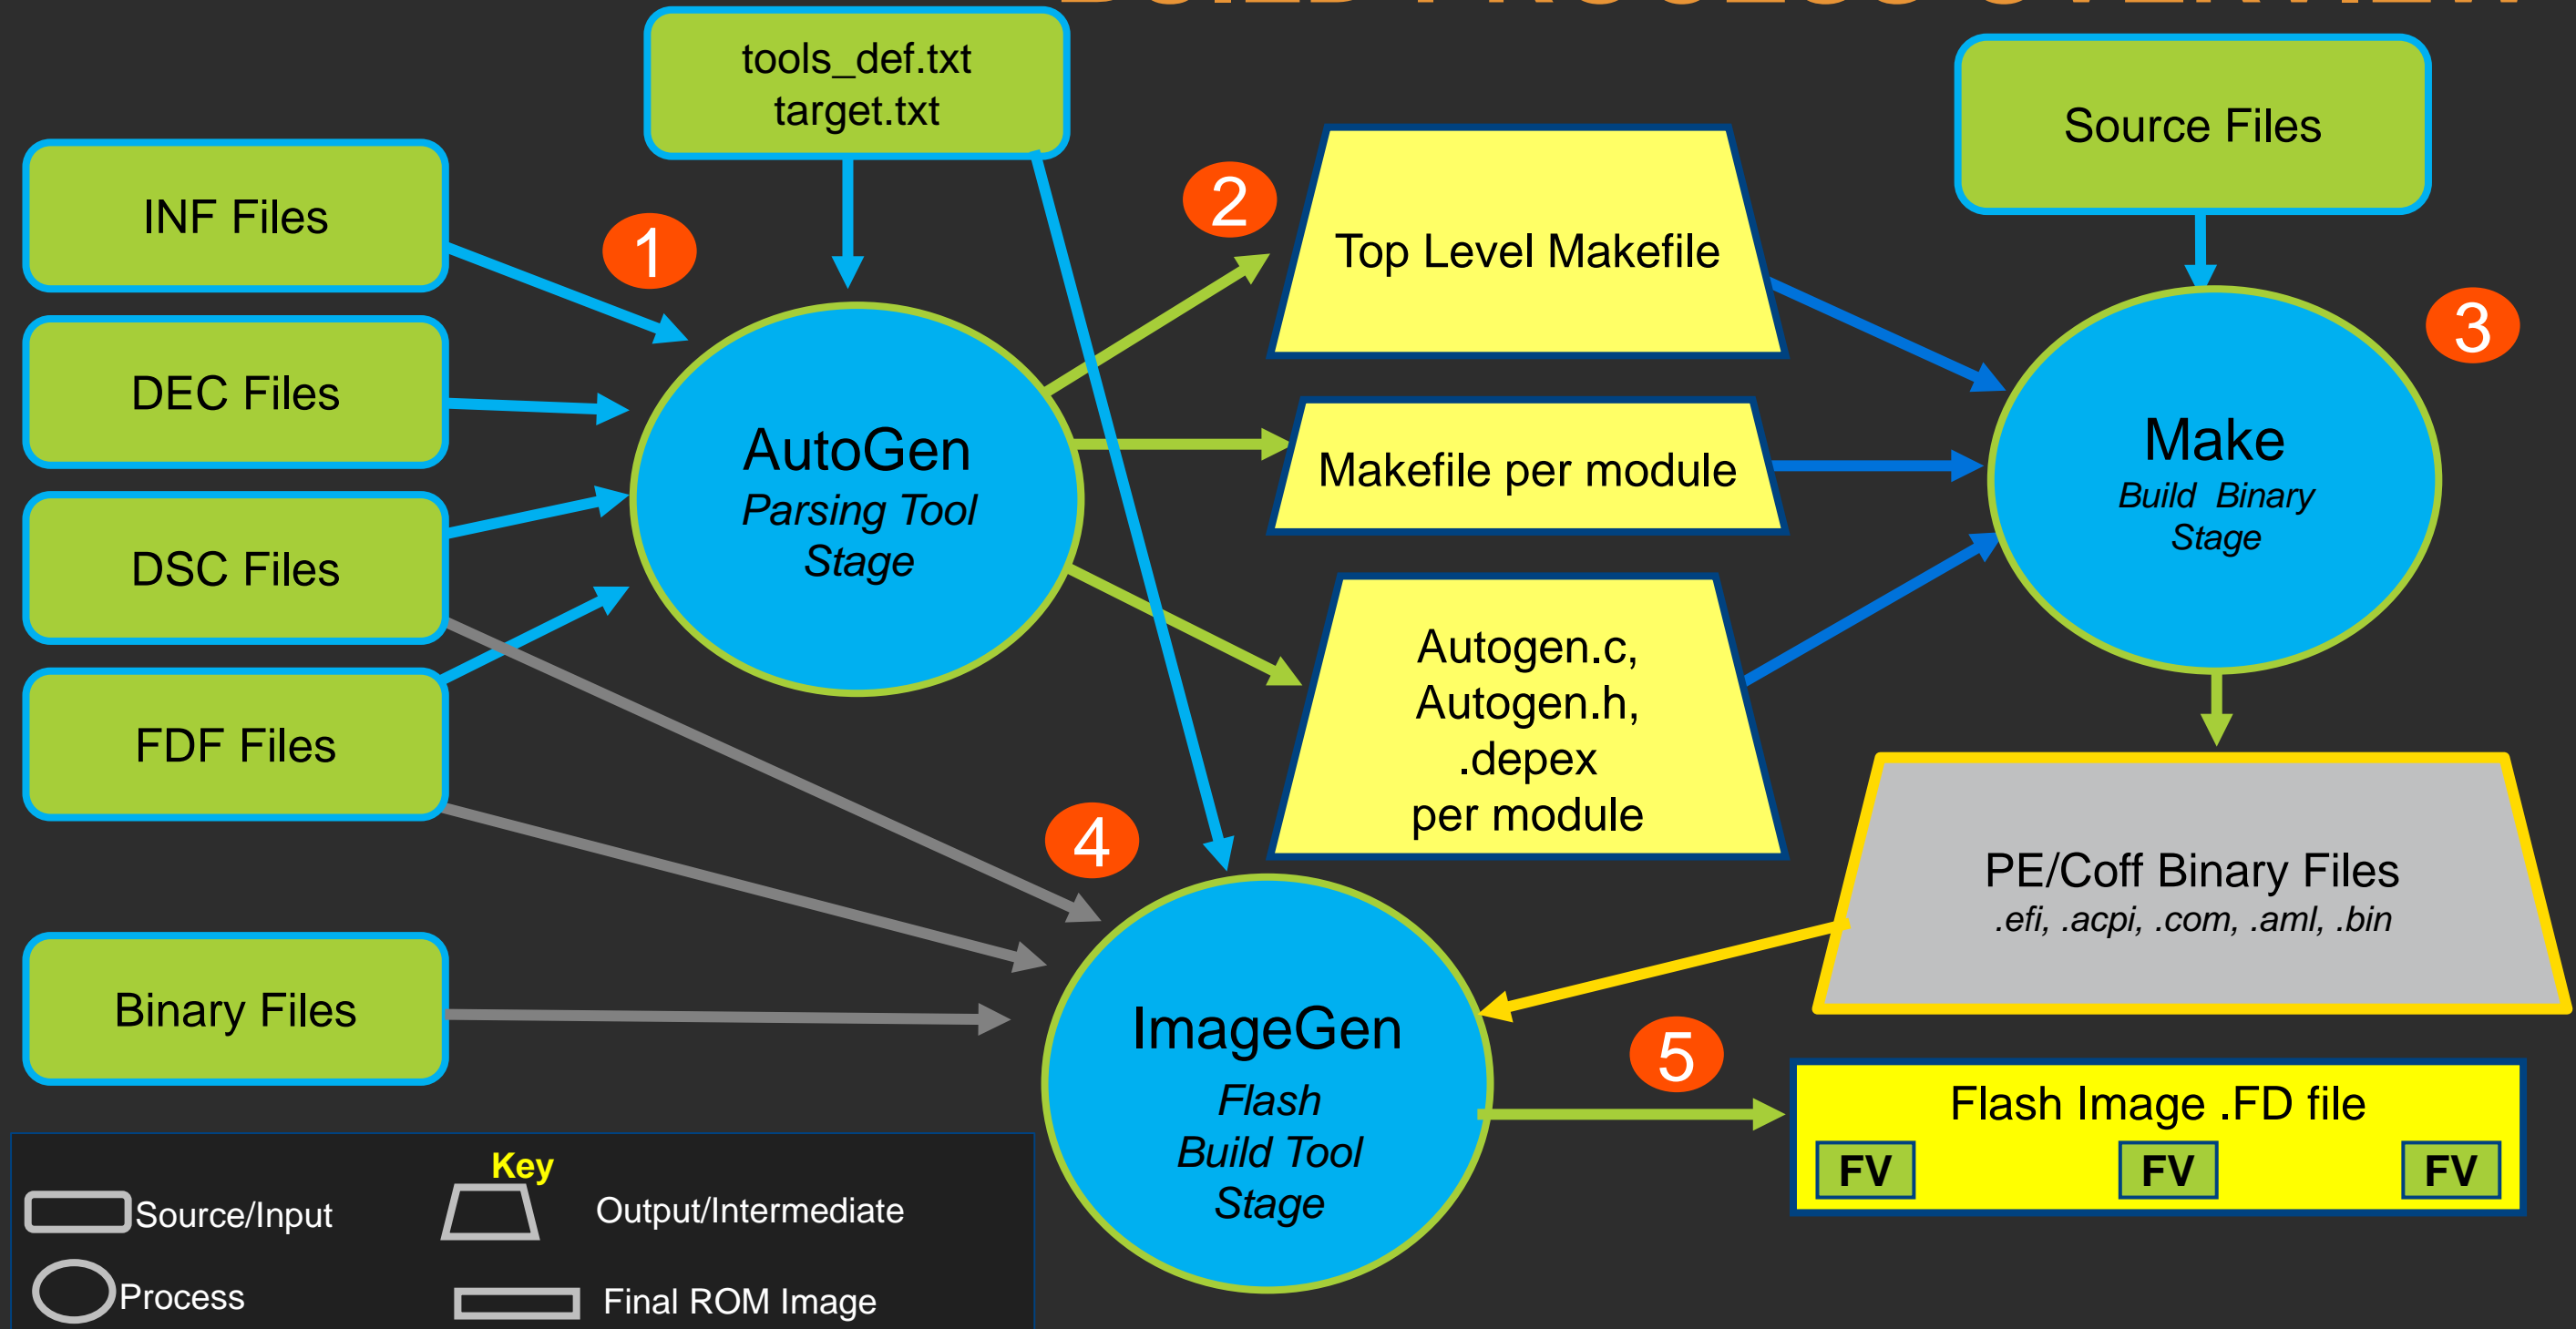 BUILD PROCESS OVERVIEW
tools_def.txt
target.txt
Source Files
INF Files
1
2
Top Level Makefile
3
DEC Files
AutoGen
Parsing Tool
Stage
Makefile per module
Make
Build Binary
Stage
DSC Files
Autogen.c,
Autogen.h,
.depex
per module
FDF Files
4
PE/Coff Binary Files
.efi, .acpi, .com, .aml, .bin
Binary Files
ImageGen
Flash
Build Tool
Stage
5
Flash Image .FD file
FV
FV
FV
Key
Source/Input
Output/Intermediate
Process
Final ROM Image